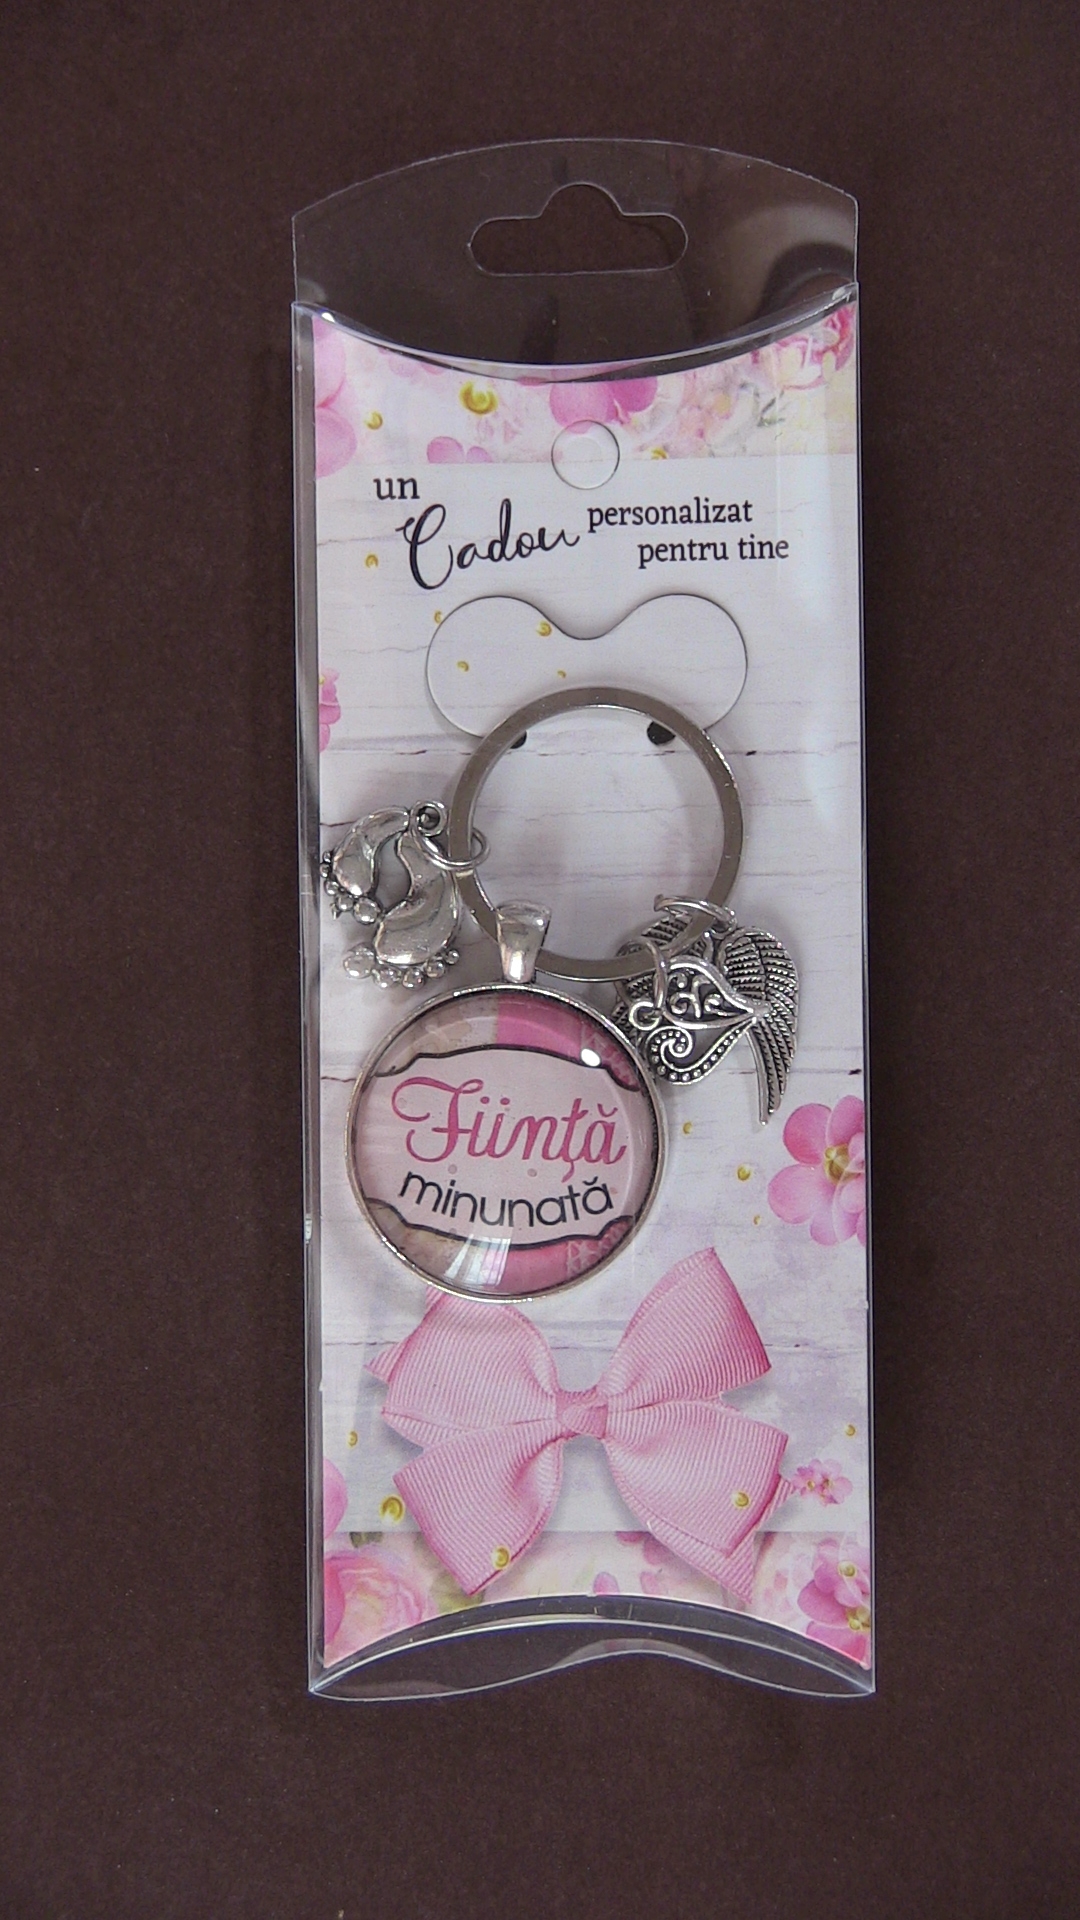 un
Cadou personalizat
pentru tine
Ființă
minunată